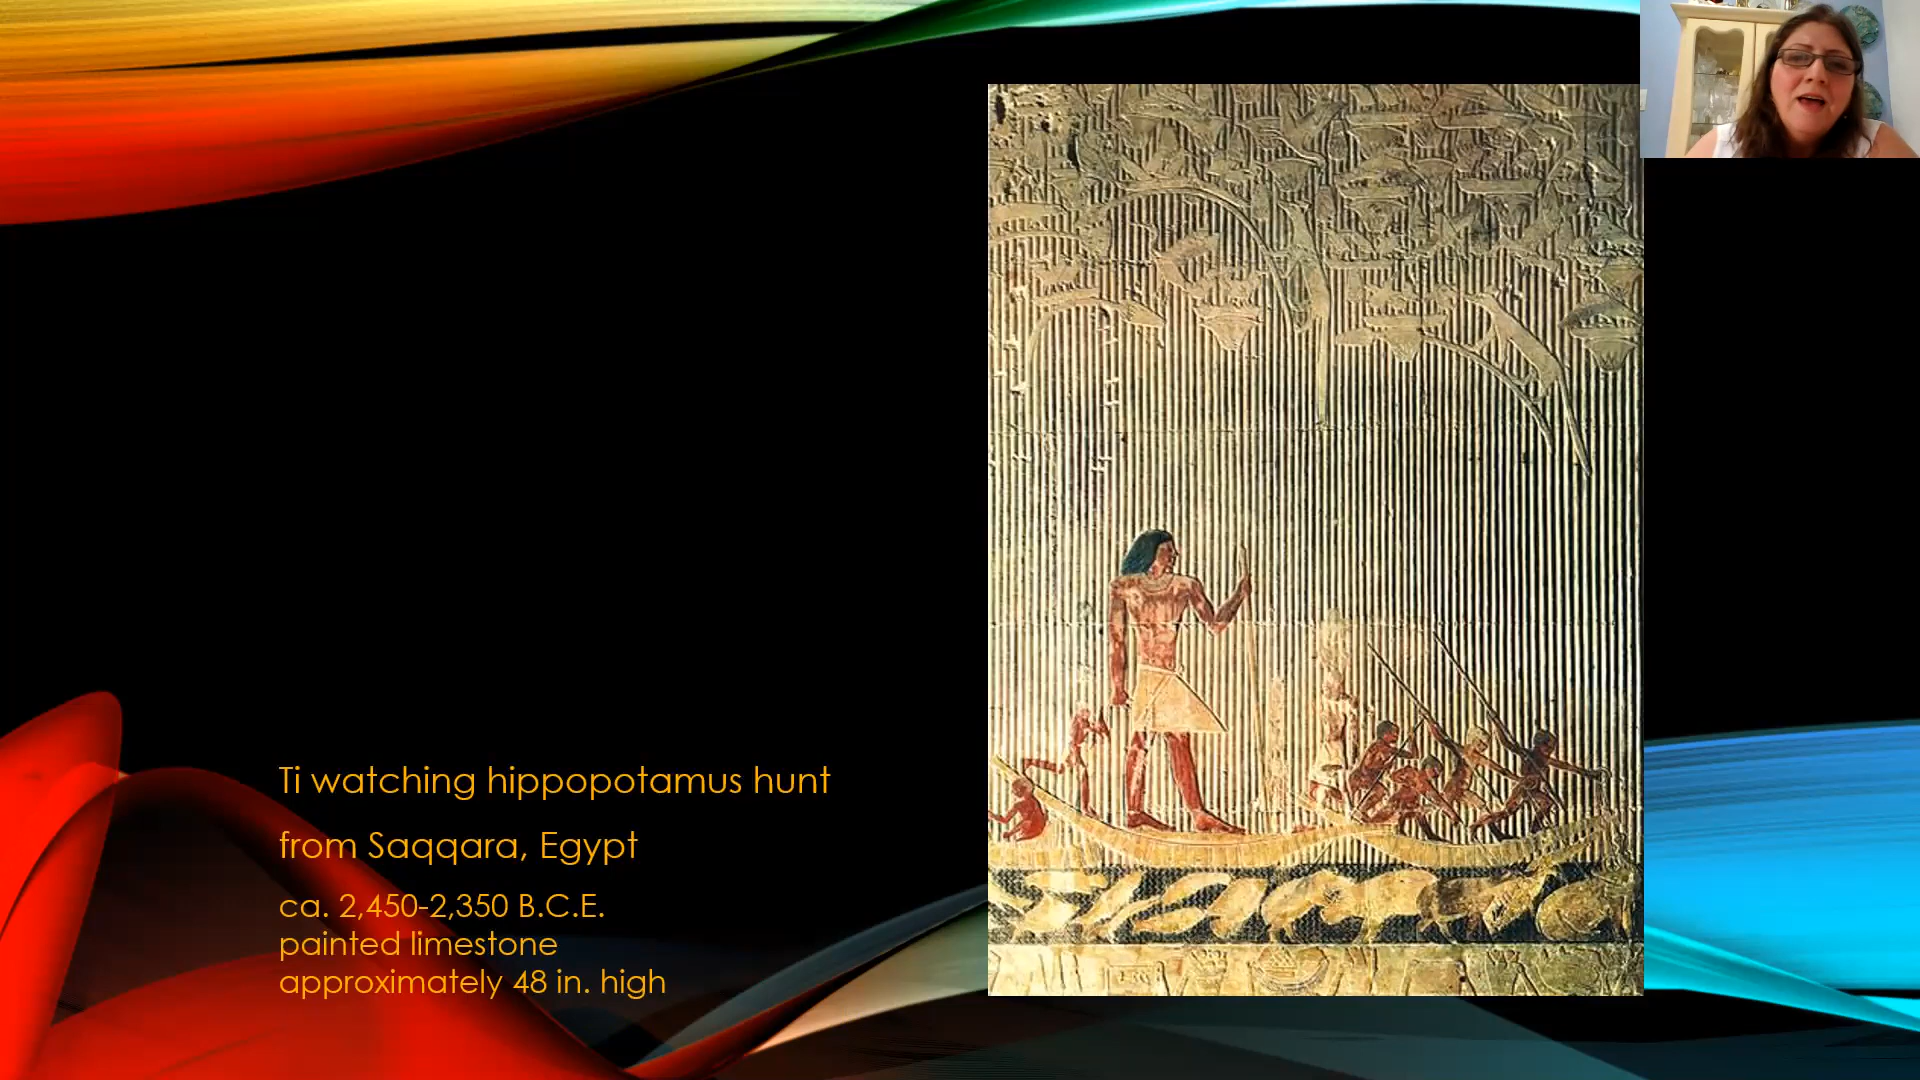 Ti watching hippopotamus hunt
from Saqqara, Egypt
ca. 2,450-2,350 B.C.E.
painted limestone
approximately 48 in. high